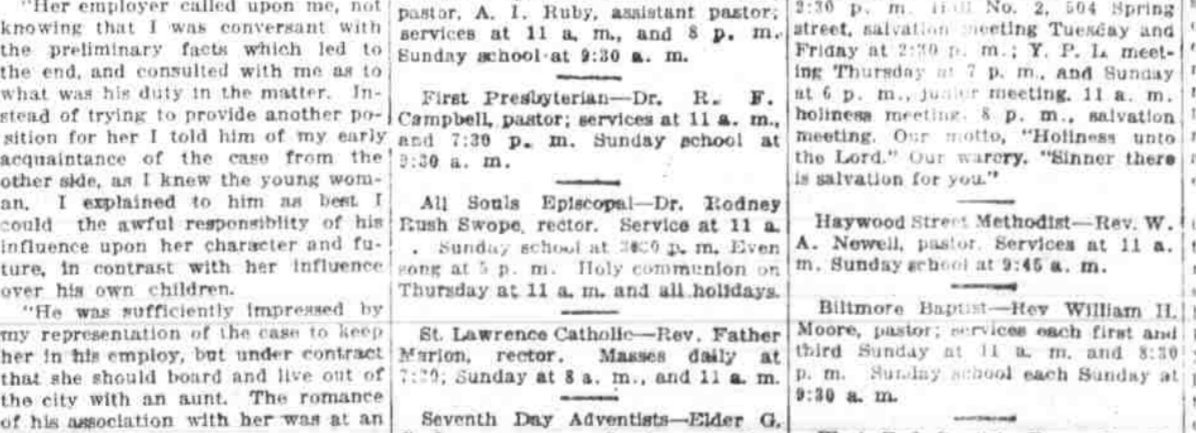 "Her employer called upon me, not
knowing that I was conversant with
the preliminary facts which led to
the end, and consulted with me as to
what was his duty in the matter. In-
stead of trying to provide another po-
sition for her I told him of my early
acquaintance of the case from the
other side, as I knew the young wom-
an. I explained to him as best I
could the awful responsiblity of his
influence upon her character and fu-
ture, in contrast with her influence
over his own children.
"He was sufficiently impressed by
my representation of the case to keep
her in his employ, but under contract
that she should board and live out of
the city with an aunt. The romance
of his association with her was at an
pastor, A. I. Ruby, assistant pastor;
services at 11 a. m., and 8 p. m.
Sunday school at 9:30 a. m.
First Presbyterian—Dr. R. F.
Campbell, pastor; services at 11 a. m.,
and 7:30 p. m. Sunday school at
9:30 a. m.
All Souls Episcopal—Dr. Rodney
Rush Swope, rector. Service at 11 a.
. Sunday school at p. m. Even
song at 5 p. m. Holy communion on
Thursday at 11 a. m. and all holidays.
St. Lawrence Catholic—Rev. Father
Marion, rector. Masses daily at
7:30; Sunday at 8 a. m., and 11 a. m.
Seventh Day Adventists—Elder G.
2:30 p. m. Hall No. 2, 504 Spring
street, salvation meeting Tuesday and
Friday at 2:30 p. m.; Y. P. L. meet-
ing Thursday at 7 p. m., and Sunday
at 6 p. m., junior meeting. 11 a. m.
holiness meeting. 8 p. m., salvation
meeting. Our motto, "Holiness unto
the Lord." Our warcry, "Sinner there
is salvation for you."
Haywood Street Methodist—Rev. W.
A. Newell, pastor. Services at 11 a.
m. Sunday school at 9:45 a. m.
Biltmore Baptist—Rev William H.
Moore, pastor; services each first and
third Sunday at 11 a. m. and 8:30
p. m. Sunday school each Sunday at
9:30 a. m.